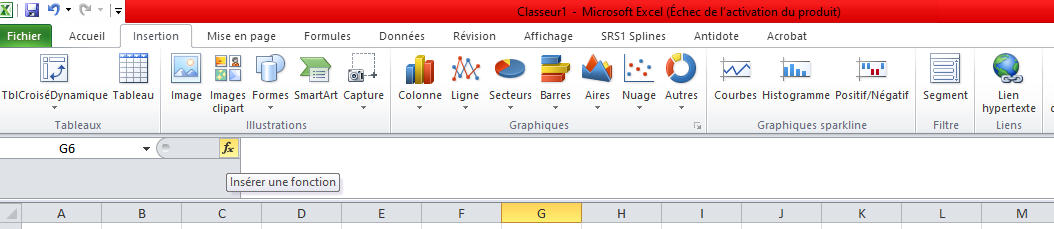 Classeur1 - Microsoft Excel (Échec de l'activation du produit)
Fichier Accueil Insertion Mise en page Formules Données Révision Affichage SRS1 Splines Antidote Acrobat
TblCroiséDynamique Tableau Image Images clipart Formes SmartArt Capture Colonne Ligne Secteurs Barres Aires Nuage Autres Courbes Histogramme Positif/Négatif Segment Lien hypertexte
Tableaux Illustrations Graphiques Graphiques sparkline Filtre Liens
G6 fx
Insérer une fonction
A B C D E F G H I J K L M